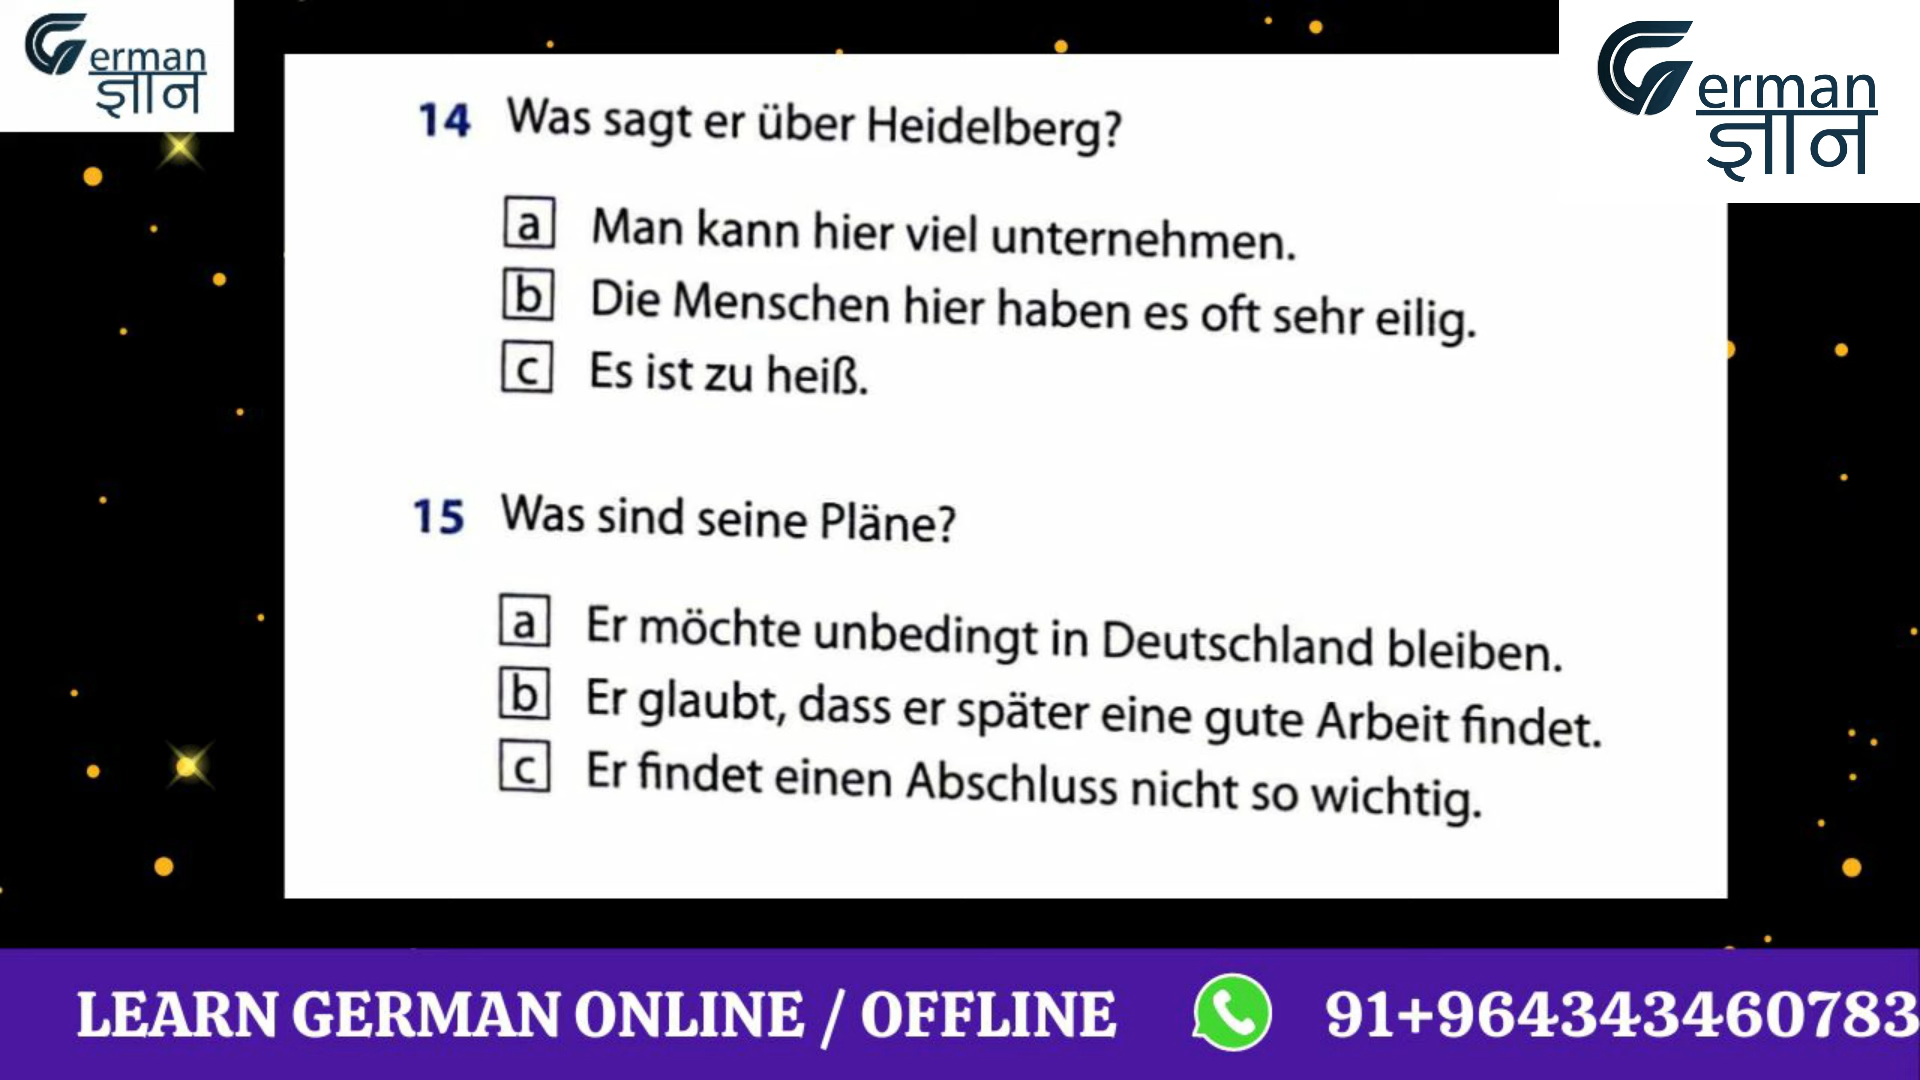 German
ज्ञान
German
ज्ञान
14 Was sagt er über Heidelberg?
a Man kann hier viel unternehmen.
b Die Menschen hier haben es oft sehr eilig.
c Es ist zu heiß.
15 Was sind seine Pläne?
a Er möchte unbedingt in Deutschland bleiben.
b Er glaubt, dass er später eine gute Arbeit findet.
c Er findet einen Abschluss nicht so wichtig.
LEARN GERMAN ONLINE / OFFLINE 91+964343460783